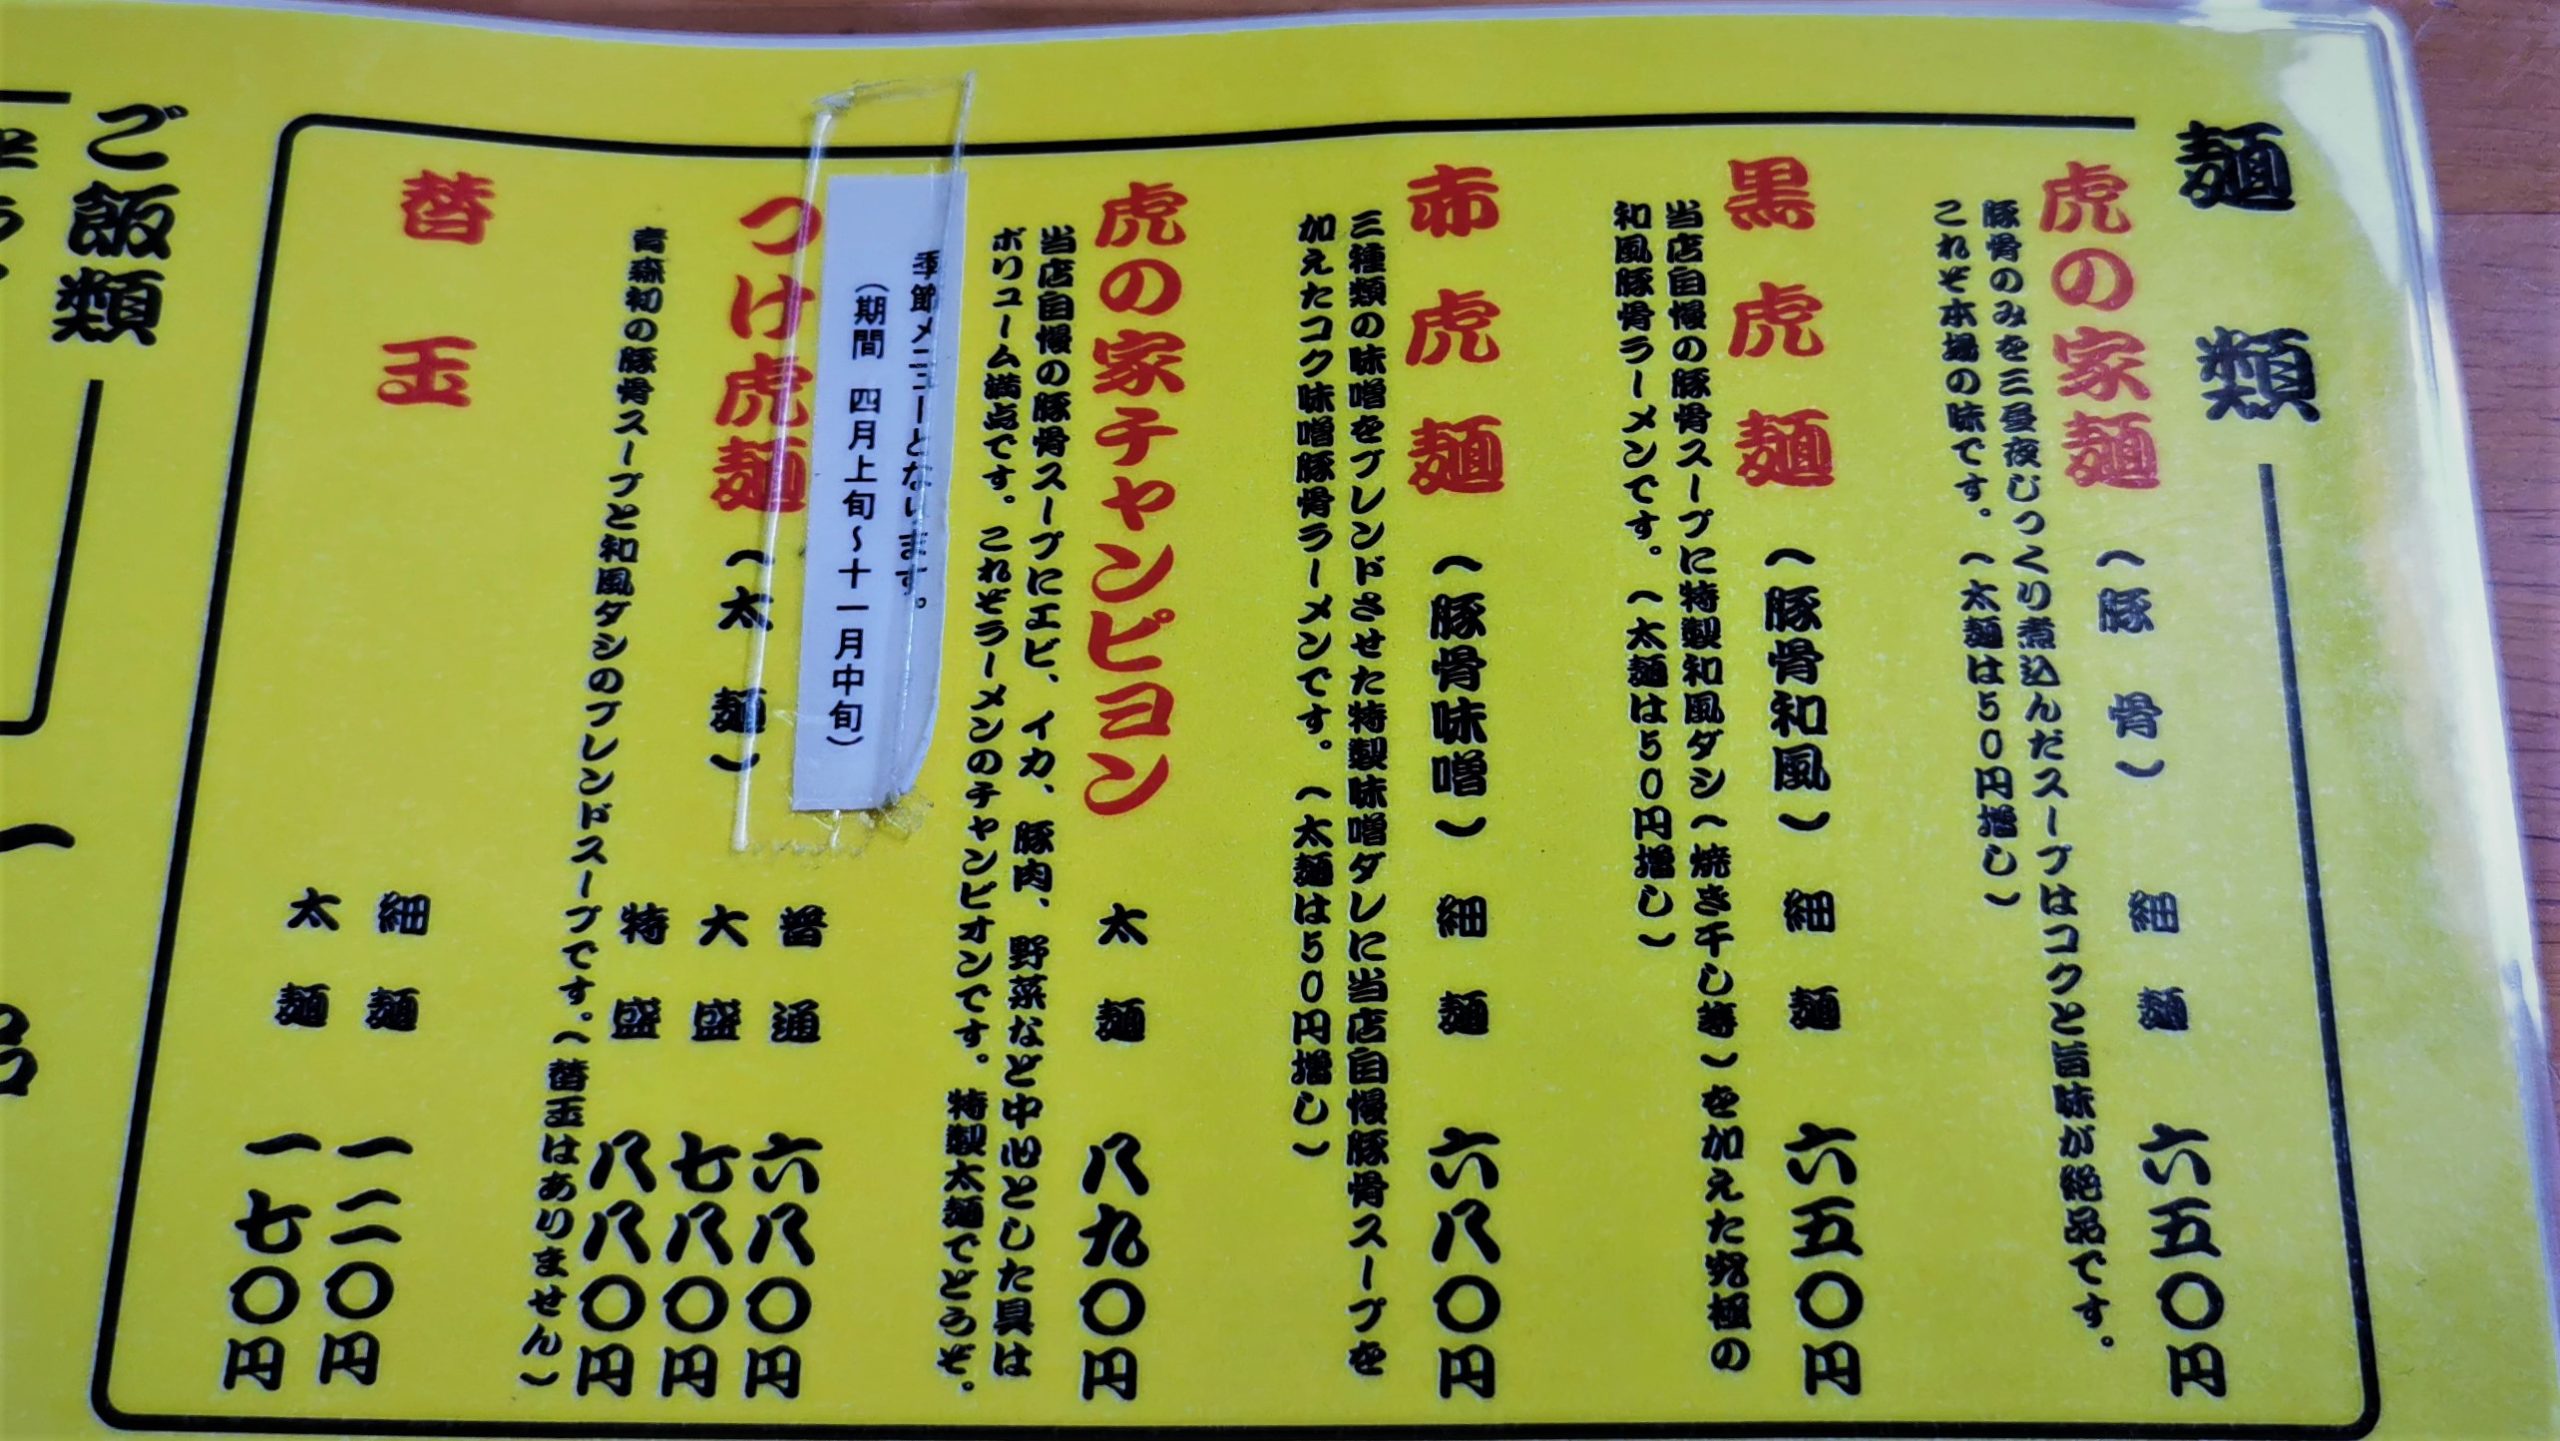 麺類
虎の家麺（豚骨）細麺 六五〇円
豚骨のみを三昼夜じっくり煮込んだスープはコクと旨味が絶品です。
これぞ本場の味です。（太麺は50円増し）
黒虎麺（豚骨和風）細麺 六五〇円
当店自慢の豚骨スープに特製和風ダシ（焼き干し等）を加えた究極の
和風豚骨ラーメンです。（太麺は50円増し）
赤虎麺（豚骨味噌）細麺 六八〇円
三種類の味噌をブレンドさせた特製味噌ダレに当店自慢豚骨スープを
加えたコク味噌豚骨ラーメンです。（太麺は50円増し）
虎の家チャンピヨン 太麺 八九〇円
当店自慢の豚骨スープにエビ、イカ、豚肉、野菜など中心とした具は
ボリューム満点です。これぞラーメンのチャンピオンです。特製太麺でどうぞ。
季節メニューとなります。
（期間 四月上旬～十一月中旬）
つけ虎麺（太麺）
普通 六八〇円
大盛 七八〇円
特盛 八八〇円
青森初の豚骨スープと和風ダシのブレンドスープです。（替玉はありません）
替玉
細麺 一二〇円
太麺 一七〇円
ご飯類